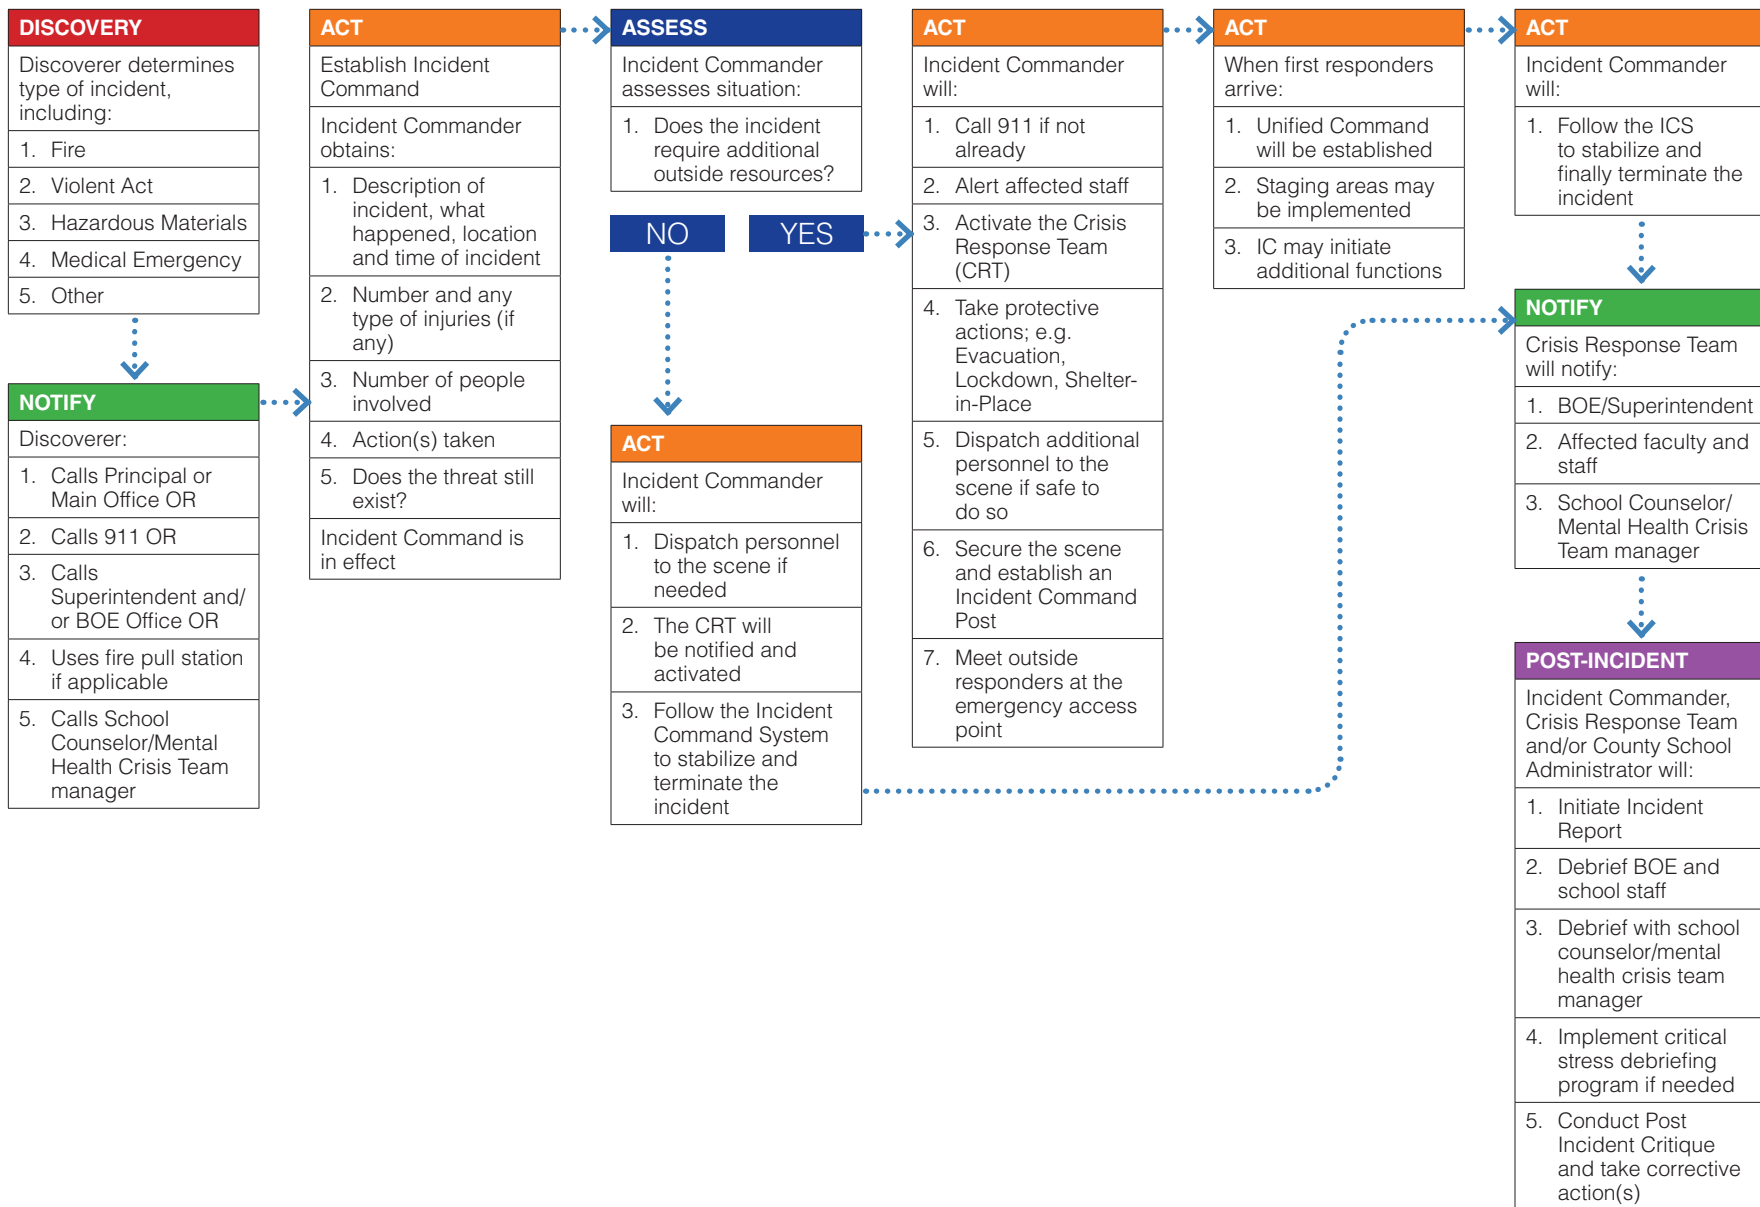 DISCOVERY
Discoverer determines
type of incident,
including:
1. Fire
2. Violent Act
3. Hazardous Materials
4. Medical Emergency
5. Other
NOTIFY
Discoverer:
1. Calls Principal or
Main Office OR
2. Calls 911 OR
3. Calls
Superintendent and/
or BOE Office OR
4. Uses fire pull station
if applicable
5. Calls School
Counselor/Mental
Health Crisis Team
manager
ACT
Establish Incident
Command
Incident Commander
obtains:
1. Description of
incident, what
happened, location
and time of incident
2. Number and any
type of injuries (if
any)
3. Number of people
involved
4. Action(s) taken
5. Does the threat still
exist?
Incident Command is
in effect
ASSESS
Incident Commander
assesses situation:
1. Does the incident
require additional
outside resources?
NO
YES
ACT
Incident Commander
will:
1. Dispatch personnel
to the scene if
needed
2. The CRT will
be notified and
activated
3. Follow the Incident
Command System
to stabilize and
terminate the
incident
ACT
Incident Commander
will:
1. Call 911 if not
already
2. Alert affected staff
3. Activate the Crisis
Response Team
(CRT)
4. Take protective
actions; e.g.
Evacuation,
Lockdown, Shelter-
in-Place
5. Dispatch additional
personnel to the
scene if safe to
do so
6. Secure the scene
and establish an
Incident Command
Post
7. Meet outside
responders at the
emergency access
point
ACT
When first responders
arrive:
1. Unified Command
will be established
2. Staging areas may
be implemented
3. IC may initiate
additional functions
ACT
Incident Commander
will:
1. Follow the ICS
to stabilize and
finally terminate the
incident
NOTIFY
Crisis Response Team
will notify:
1. BOE/Superintendent
2. Affected faculty and
staff
3. School Counselor/
Mental Health Crisis
Team manager
POST-INCIDENT
Incident Commander,
Crisis Response Team
and/or County School
Administrator will:
1. Initiate Incident
Report
2. Debrief BOE and
school staff
3. Debrief with school
counselor/mental
health crisis team
manager
4. Implement critical
stress debriefing
program if needed
5. Conduct Post
Incident Critique
and take corrective
action(s)